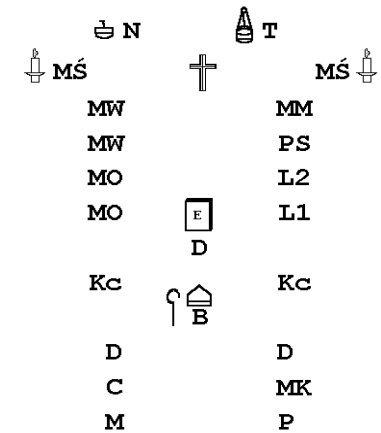 N T
MŚ MŚ
MW MM
MW PS
MO L2
MO E L1
D
Kc Kc
B
D D
C MK
M P